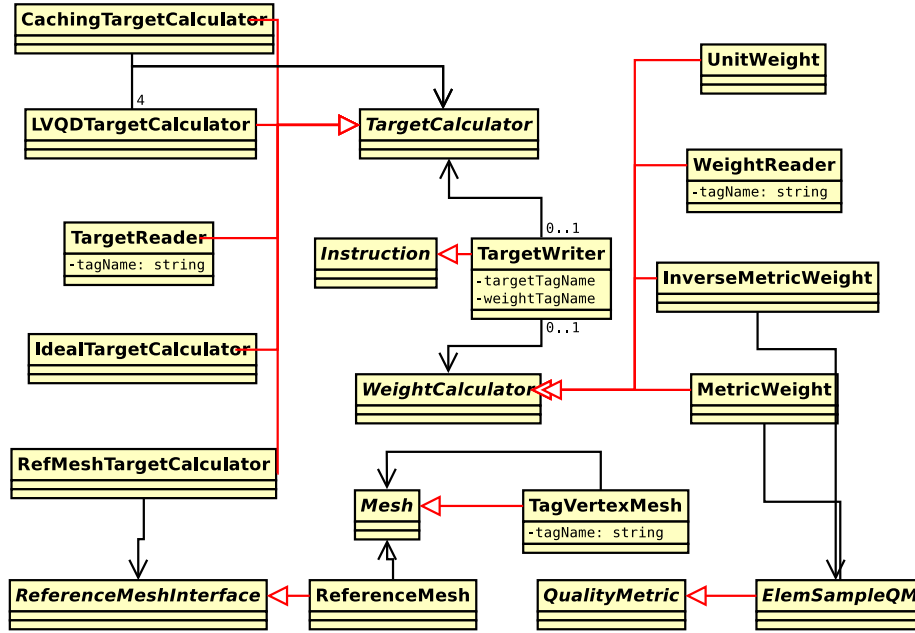 CachingTargetCalculator
UnitWeight
4
LVQDTargetCalculator
TargetCalculator
WeightReader
-tagName: string
0..1
TargetReader
-tagName: string
Instruction
TargetWriter
-targetTagName
-weightTagName
InverseMetricWeight
0..1
IdealTargetCalculator
WeightCalculator
MetricWeight
RefMeshTargetCalculator
Mesh
TagVertexMesh
-tagName: string
ReferenceMeshInterface
ReferenceMesh
QualityMetric
ElemSampleQM